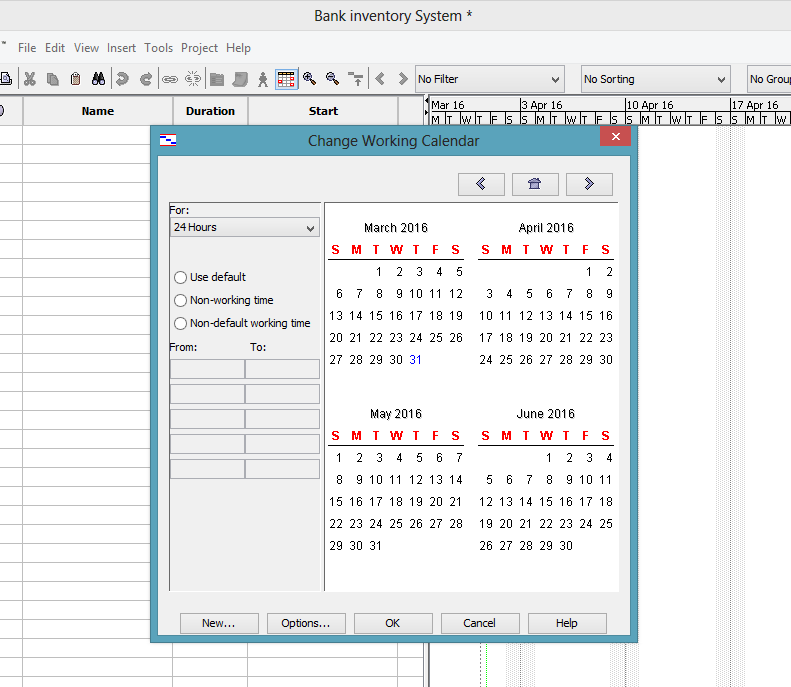 Bank inventory System *
File Edit View Insert Tools Project Help
No Filter No Sorting No Grou
Name Duration Start
Mar 16 3 Apr 16 10 Apr 16 17 Apr 16
M T W T F S S M T W T F S S M T W T F S S M T W
Change Working Calendar
For:
24 Hours
Use default
Non-working time
Non-default working time
From: To:
March 2016
S M T W T F S
1 2 3 4 5
6 7 8 9 10 11 12
13 14 15 16 17 18 19
20 21 22 23 24 25 26
27 28 29 30 31
April 2016
S M T W T F S
1 2
3 4 5 6 7 8 9
10 11 12 13 14 15 16
17 18 19 20 21 22 23
24 25 26 27 28 29 30
May 2016
S M T W T F S
1 2 3 4 5 6 7
8 9 10 11 12 13 14
15 16 17 18 19 20 21
22 23 24 25 26 27 28
29 30 31
June 2016
S M T W T F S
1 2 3 4
5 6 7 8 9 10 11
12 13 14 15 16 17 18
19 20 21 22 23 24 25
26 27 28 29 30
New... Options... OK Cancel Help